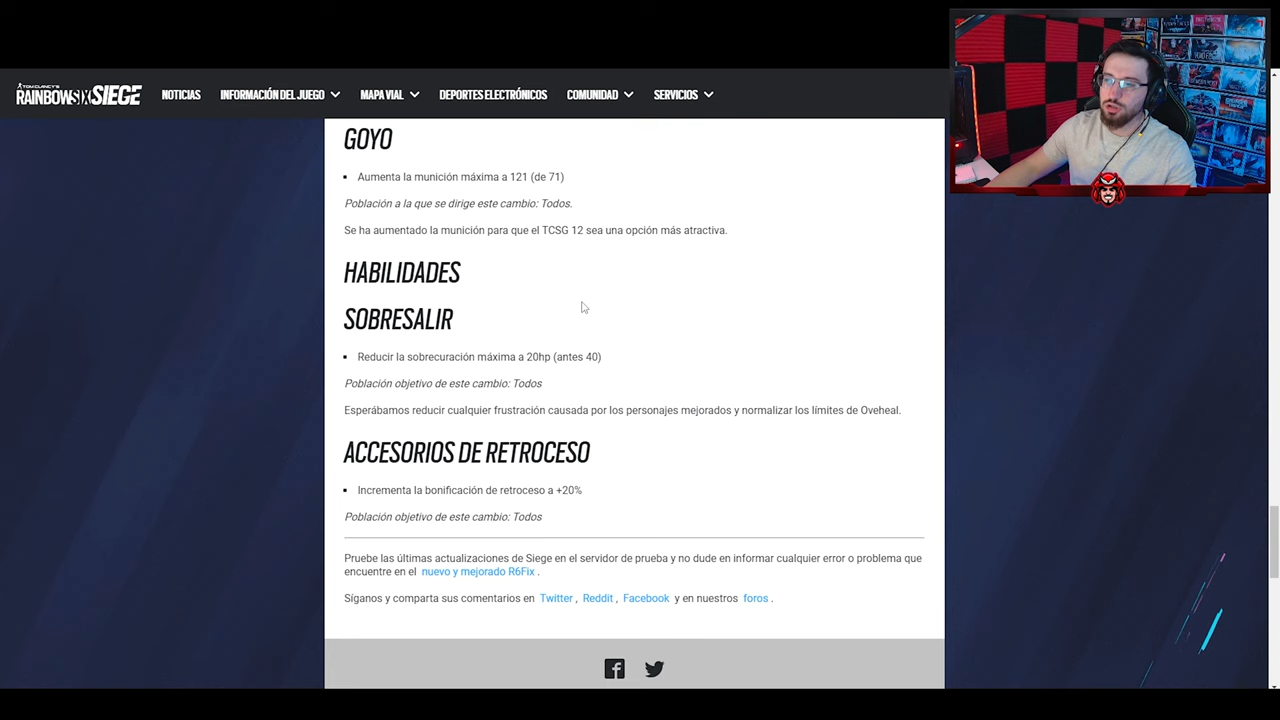 TOM CLANCY'S
RAINBOWSIX SIEGE
NOTICIAS
INFORMACIÓN DEL JUEGO
MAPA VIAL
DEPORTES ELECTRÓNICOS
COMUNIDAD
SERVICIOS
GOYO
▪ Aumenta la munición máxima a 121 (de 71)
Población a la que se dirige este cambio: Todos.
Se ha aumentado la munición para que el TCSG 12 sea una opción más atractiva.
HABILIDADES
SOBRESALIR
▪ Reducir la sobrecuración máxima a 20hp (antes 40)
Población objetivo de este cambio: Todos
Esperábamos reducir cualquier frustración causada por los personajes mejorados y normalizar los límites de Oveheal.
ACCESORIOS DE RETROCESO
▪ Incrementa la bonificación de retroceso a +20%
Población objetivo de este cambio: Todos
Pruebe las últimas actualizaciones de Siege en el servidor de prueba y no dude en informar cualquier error o problema que
encuentre en el nuevo y mejorado R6Fix .
Síganos y comparta sus comentarios en Twitter , Reddit , Facebook y en nuestros foros .